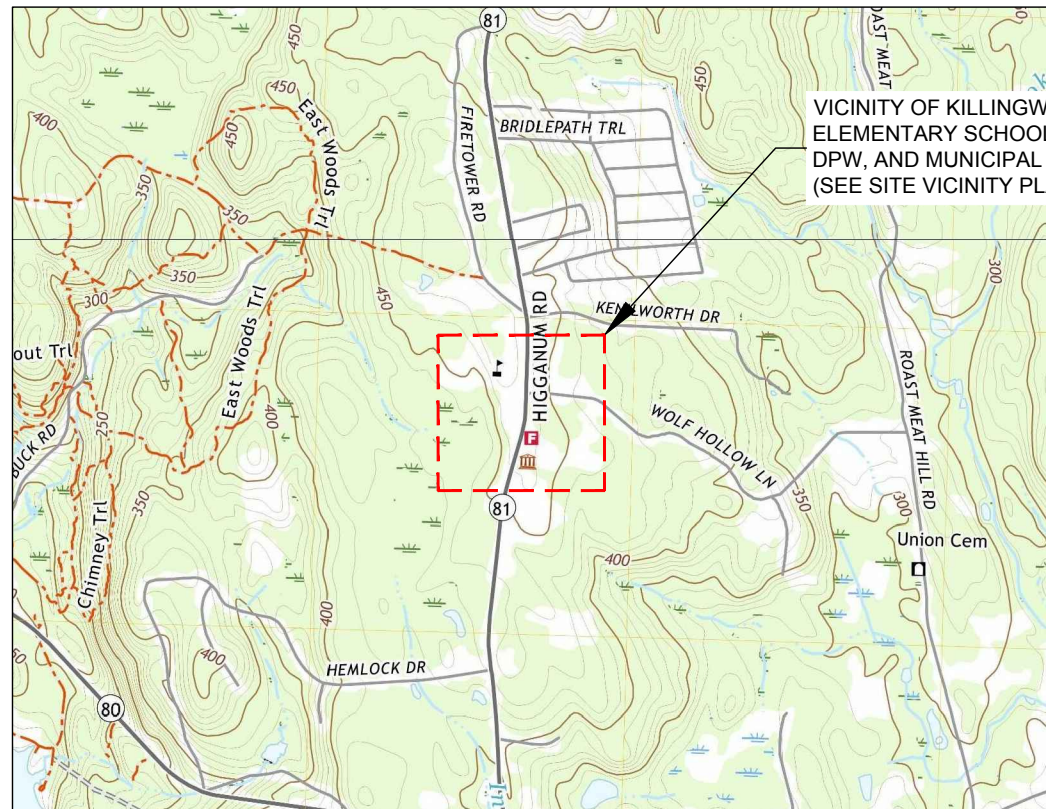 81
450
400
450
450
450
450
East Woods Trl
FIRETOWER RD
BRIDLEPATH TRL
ROAST MEAT
VICINITY OF KILLINGW
ELEMENTARY SCHOOL
DPW, AND MUNICIPAL
(SEE SITE VICINITY PLA
350
350
350
300
450
300
KENILWORTH DR
HIGGANUM RD
out Trl
East Woods Trl
250
400
BUCK RD
350
Chimney Trl
F
81
WOLF HOLLOW LN
350
ROAST MEAT HILL RD
300
Union Cem
400
400
400
HEMLOCK DR
80